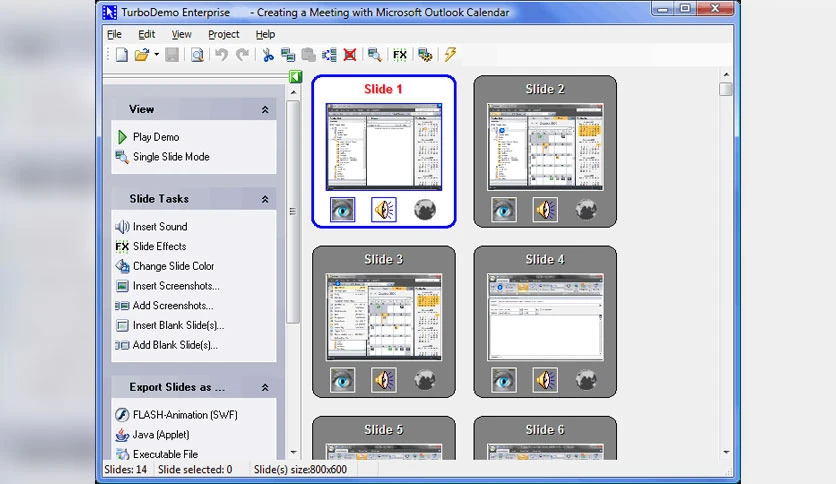 TurboDemo Enterprise - Creating a Meeting with Microsoft Outlook Calendar
File Edit View Project Help
FX
View
Play Demo
Single Slide Mode
Slide Tasks
Insert Sound
FX Slide Effects
Change Slide Color
Insert Screenshots...
Add Screenshots...
Insert Blank Slide(s)...
Add Blank Slide(s)...
Export Slides as ...
FLASH-Animation (SWF)
Java (Applet)
Executable File
Slide 1
Slide 2
Slide 3
Slide 4
Slide 5
Slide 6
Slides: 14 Slide selected: 0 Slide(s) size:800x600